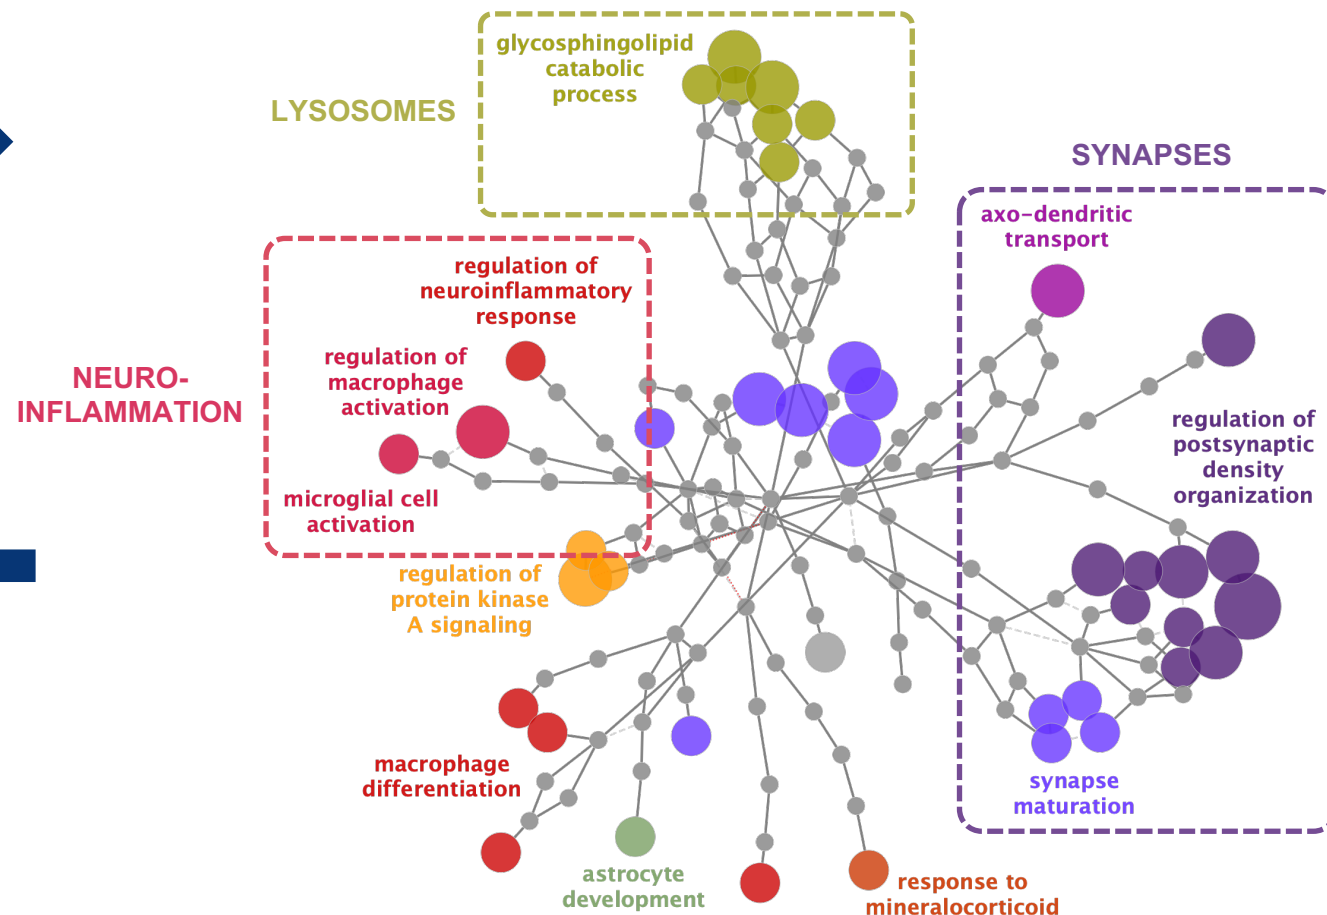 glycosphingolipid
catabolic
process
LYSOSOMES
SYNAPSES
axo-dendritic
transport
regulation of
neuroinflammatory
response
regulation of
macrophage
activation
NEURO-
INFLAMMATION
regulation of
postsynaptic
density
organization
microglial cell
activation
regulation of
protein kinase
A signaling
macrophage
differentiation
synapse
maturation
astrocyte
development
response to
mineralocorticoid